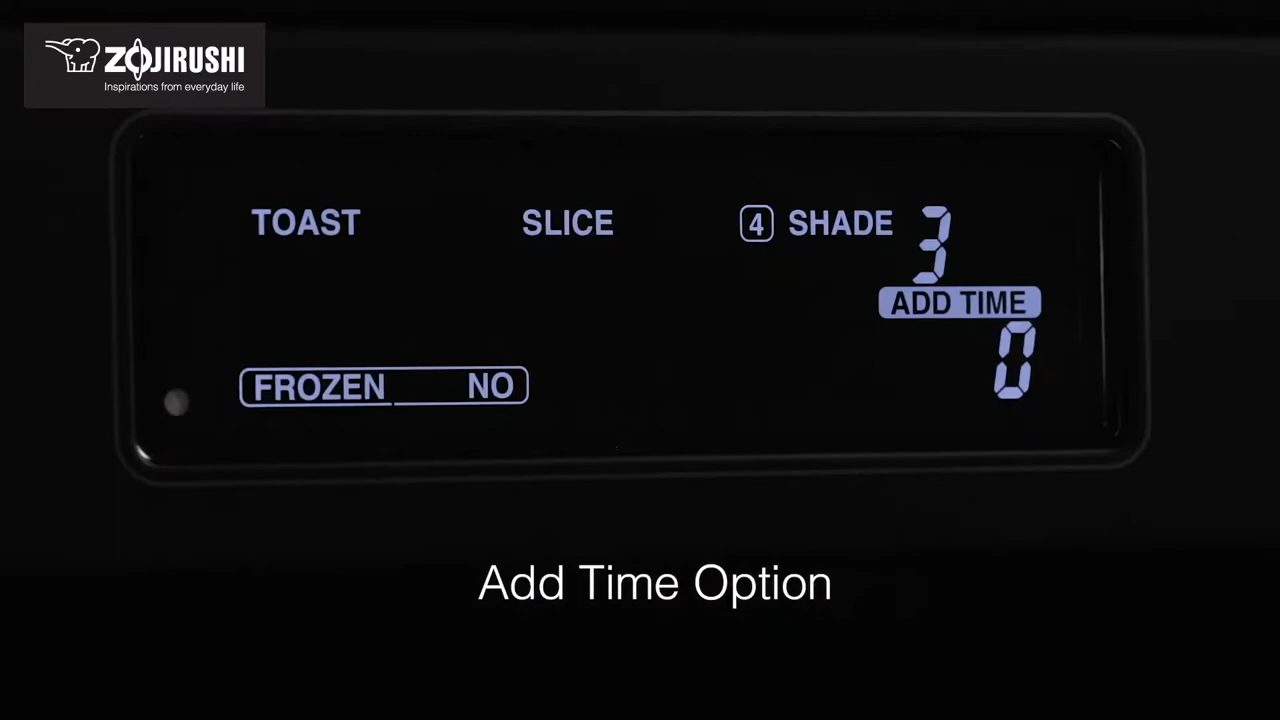 ZOJIRUSHI
Inspirations from everyday life
TOAST SLICE 4 SHADE 3
ADD TIME
0
FROZEN NO
Add Time Option